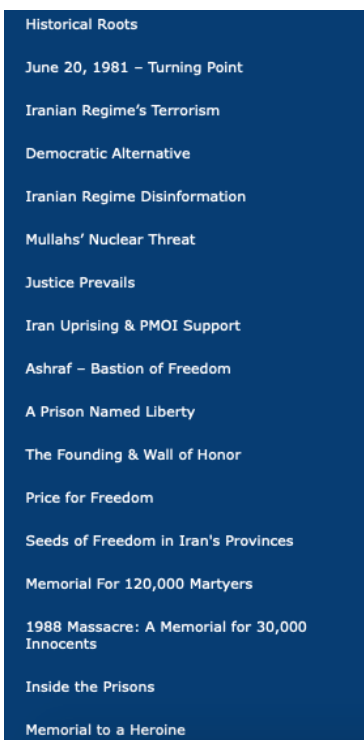 Historical Roots
June 20, 1981 – Turning Point
Iranian Regime's Terrorism
Democratic Alternative
Iranian Regime Disinformation
Mullahs' Nuclear Threat
Justice Prevails
Iran Uprising & PMOI Support
Ashraf – Bastion of Freedom
A Prison Named Liberty
The Founding & Wall of Honor
Price for Freedom
Seeds of Freedom in Iran's Provinces
Memorial For 120,000 Martyers
1988 Massacre: A Memorial for 30,000
Innocents
Inside the Prisons
Memorial to a Heroine